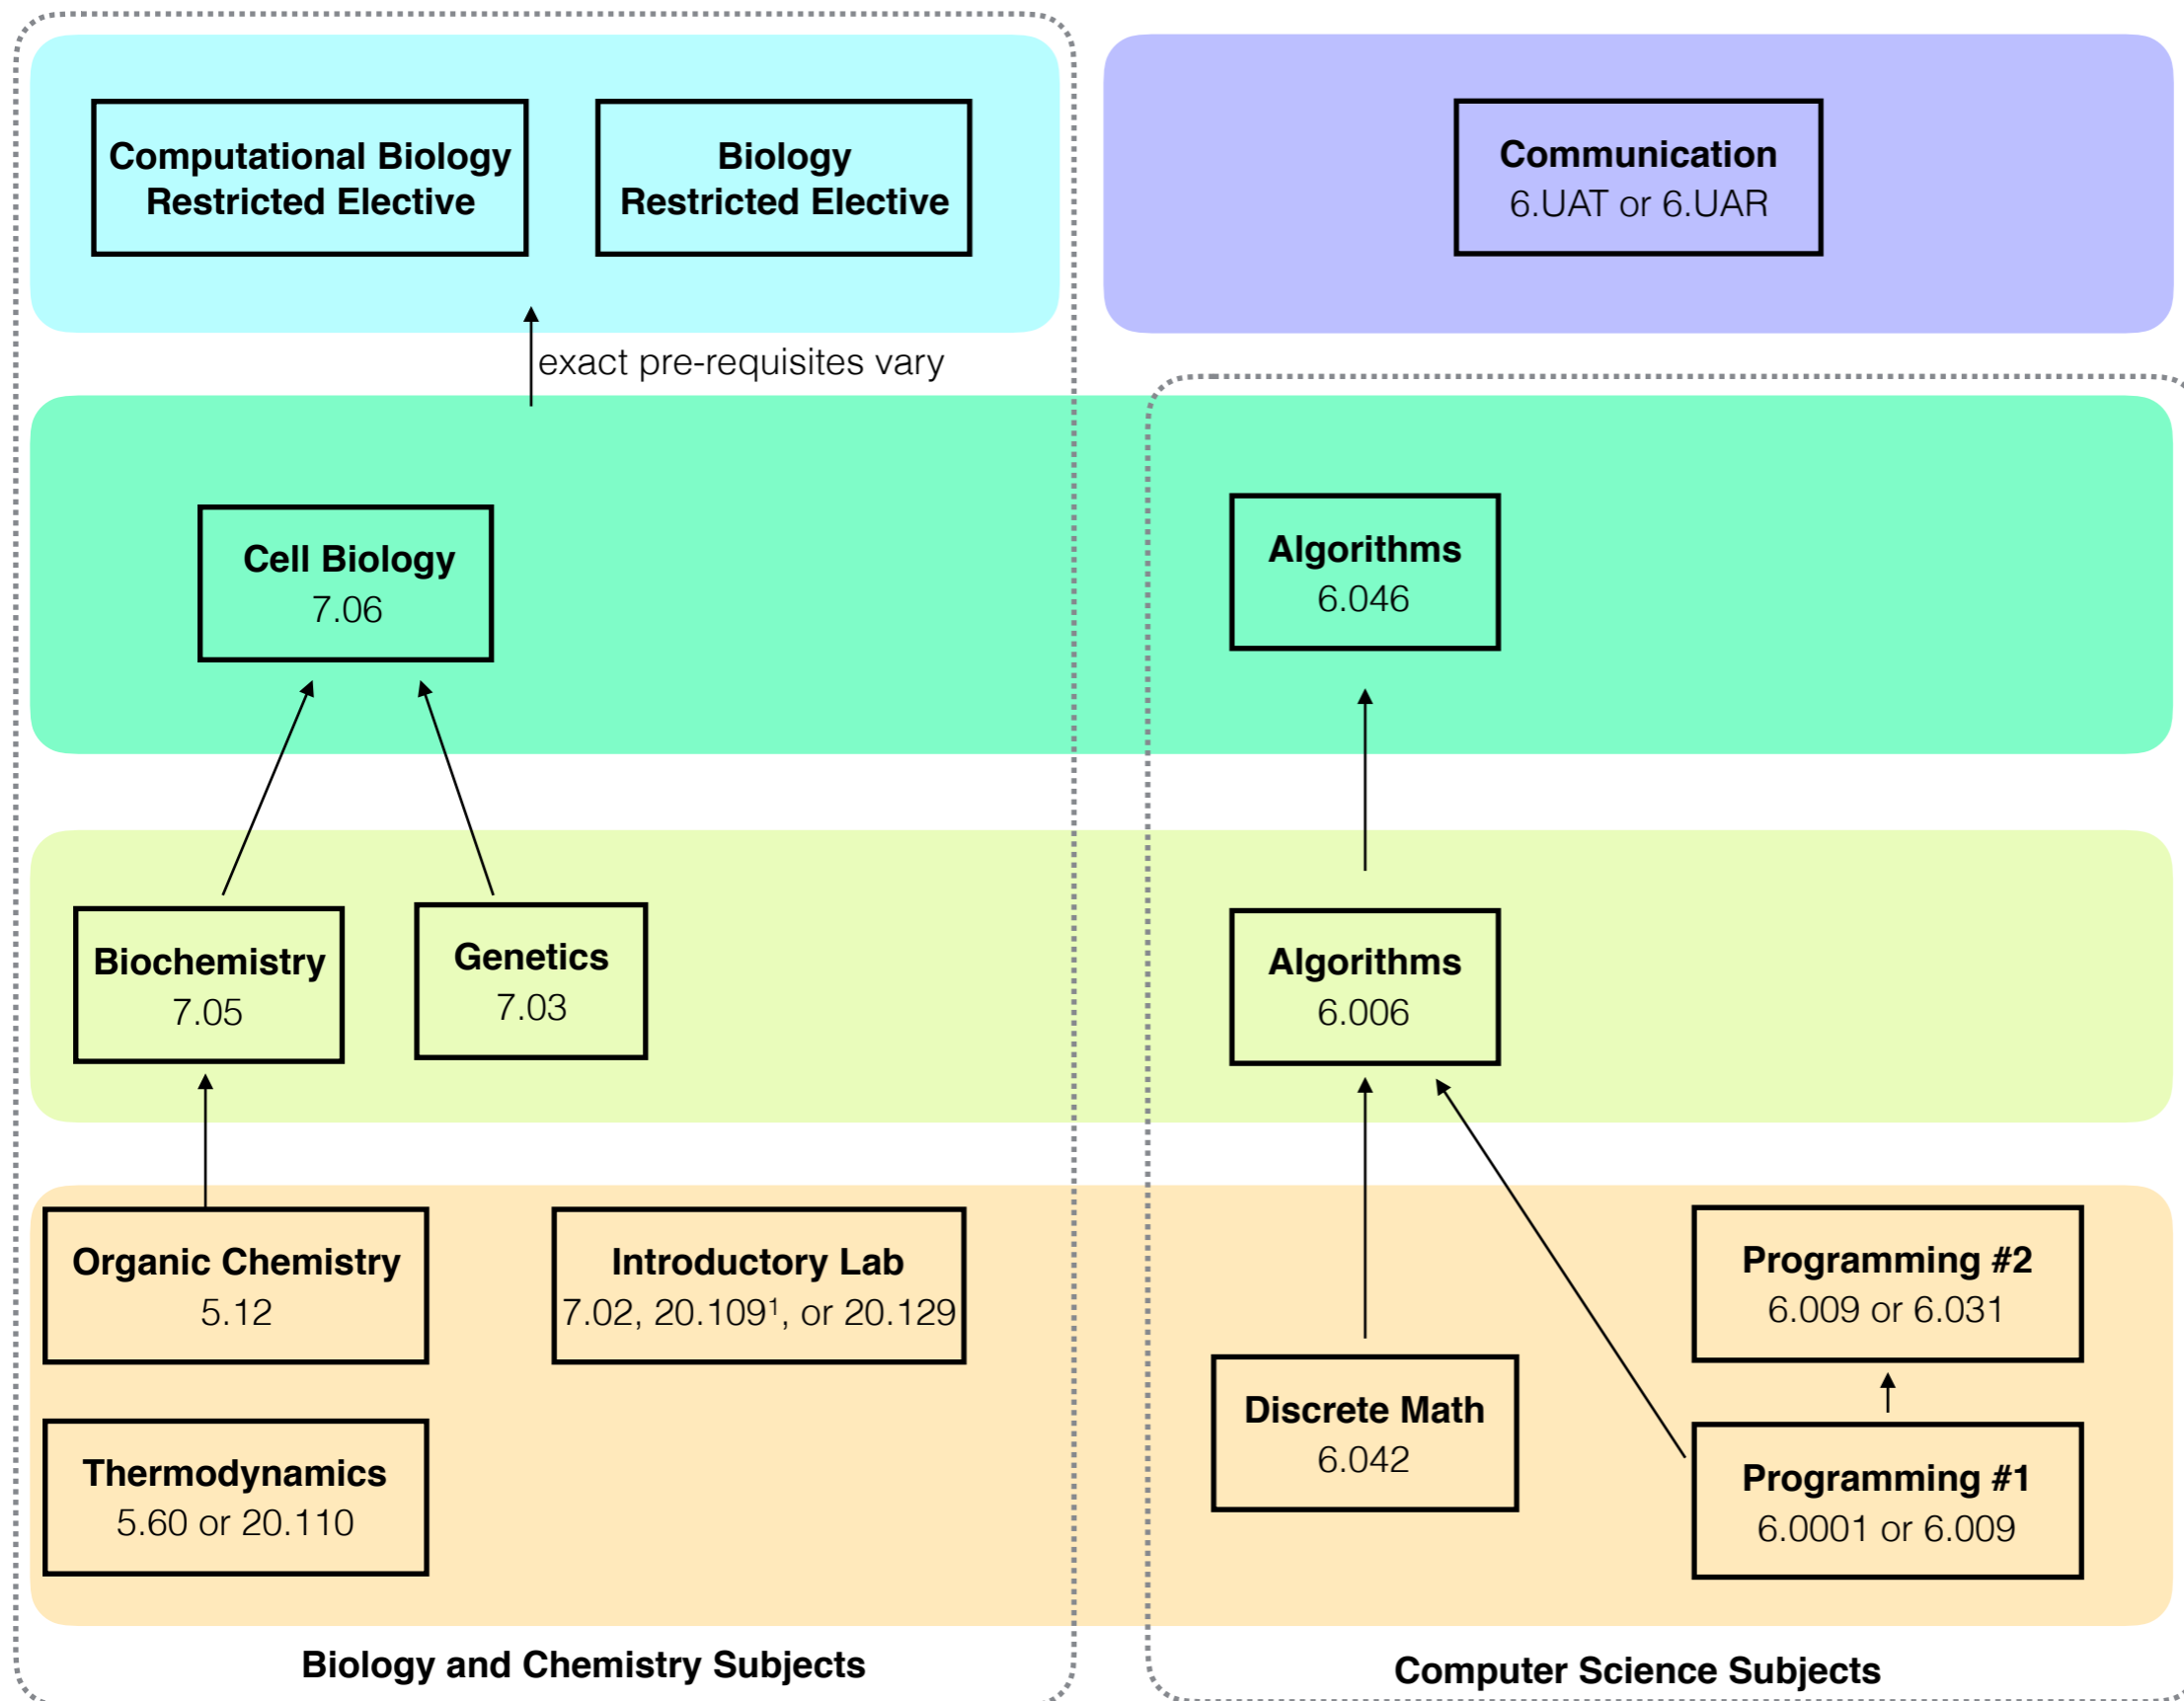 Computational Biology
Restricted Elective
Biology
Restricted Elective
Communication
6.UAT or 6.UAR
exact pre-requisites vary
Cell Biology
7.06
Algorithms
6.046
Biochemistry
7.05
Genetics
7.03
Algorithms
6.006
Organic Chemistry
5.12
Introductory Lab
7.02, 20.109¹, or 20.129
Programming #2
6.009 or 6.031
Discrete Math
6.042
Thermodynamics
5.60 or 20.110
Programming #1
6.0001 or 6.009
Biology and Chemistry Subjects
Computer Science Subjects